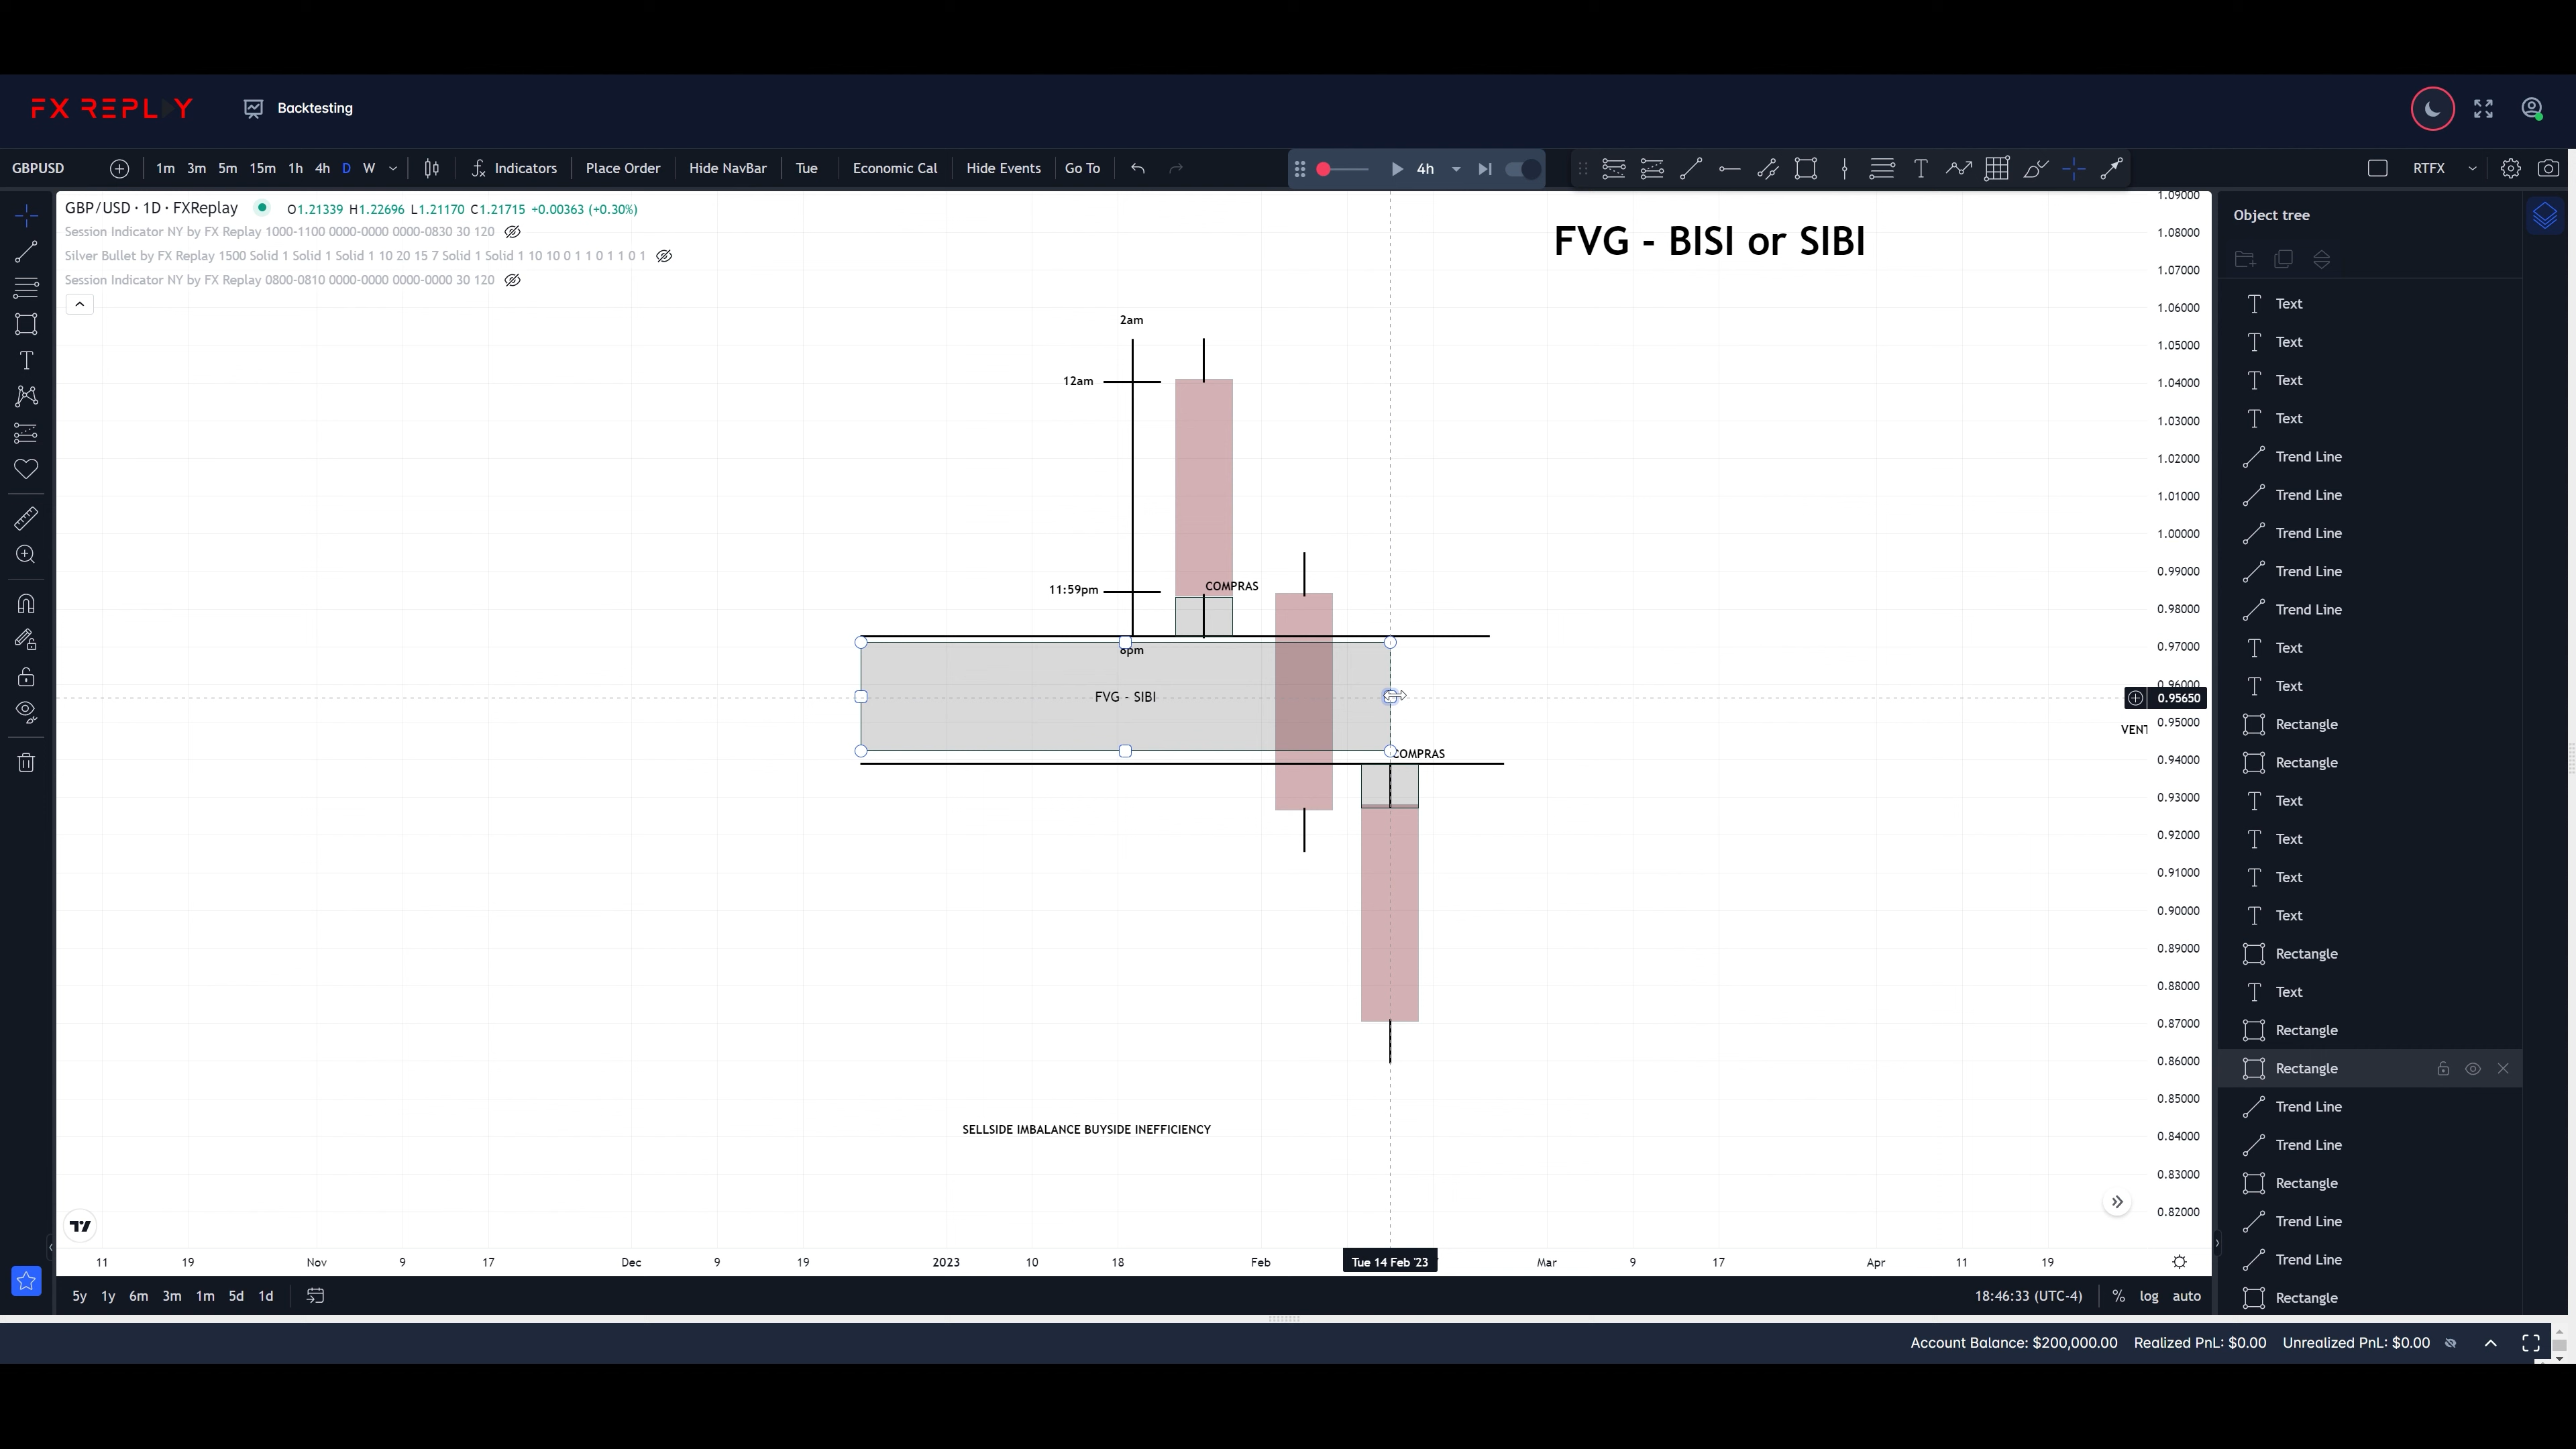 FX REPLAY
Backtesting
GBPUSD 1m 3m 5m 15m 1h 4h D W Indicators Place Order Hide NavBar Tue Economic Cal Hide Events Go To 4h RTFX
GBP/USD · 1D · FXReplay O1.21339 H1.22696 L1.21170 C1.21715 +0.00363 (+0.30%)
Session Indicator NY by FX Replay 1000-1100 0000-0000 0000-0830 30 120
Silver Bullet by FX Replay 1500 Solid 1 Solid 1 Solid 1 10 20 15 7 Solid 1 Solid 1 10 10 0 1 1 0 1 1 0 1
Session Indicator NY by FX Replay 0800-0810 0000-0000 0000-0000 30 120
FVG - BISI or SIBI
2am
12am
COMPRAS
11:59pm
8pm
FVG - SIBI
COMPRAS
VENT
SELLSIDE IMBALANCE BUYSIDE INEFFICIENCY
1.09000
1.08000
1.07000
1.06000
1.05000
1.04000
1.03000
1.02000
1.01000
1.00000
0.99000
0.98000
0.97000
0.96000
0.95650
0.95000
0.94000
0.93000
0.92000
0.91000
0.90000
0.89000
0.88000
0.87000
0.86000
0.85000
0.84000
0.83000
0.82000
11 19 Nov 9 17 Dec 9 19 2023 10 18 Feb Tue 14 Feb '23 Mar 9 17 Apr 11 19
5y 1y 6m 3m 1m 5d 1d 18:46:33 (UTC-4) % log auto
Object tree
Text
Text
Text
Text
Trend Line
Trend Line
Trend Line
Trend Line
Trend Line
Text
Text
Rectangle
Rectangle
Text
Text
Text
Text
Rectangle
Text
Rectangle
Rectangle
Trend Line
Trend Line
Rectangle
Trend Line
Trend Line
Rectangle
Account Balance: $200,000.00 Realized PnL: $0.00 Unrealized PnL: $0.00